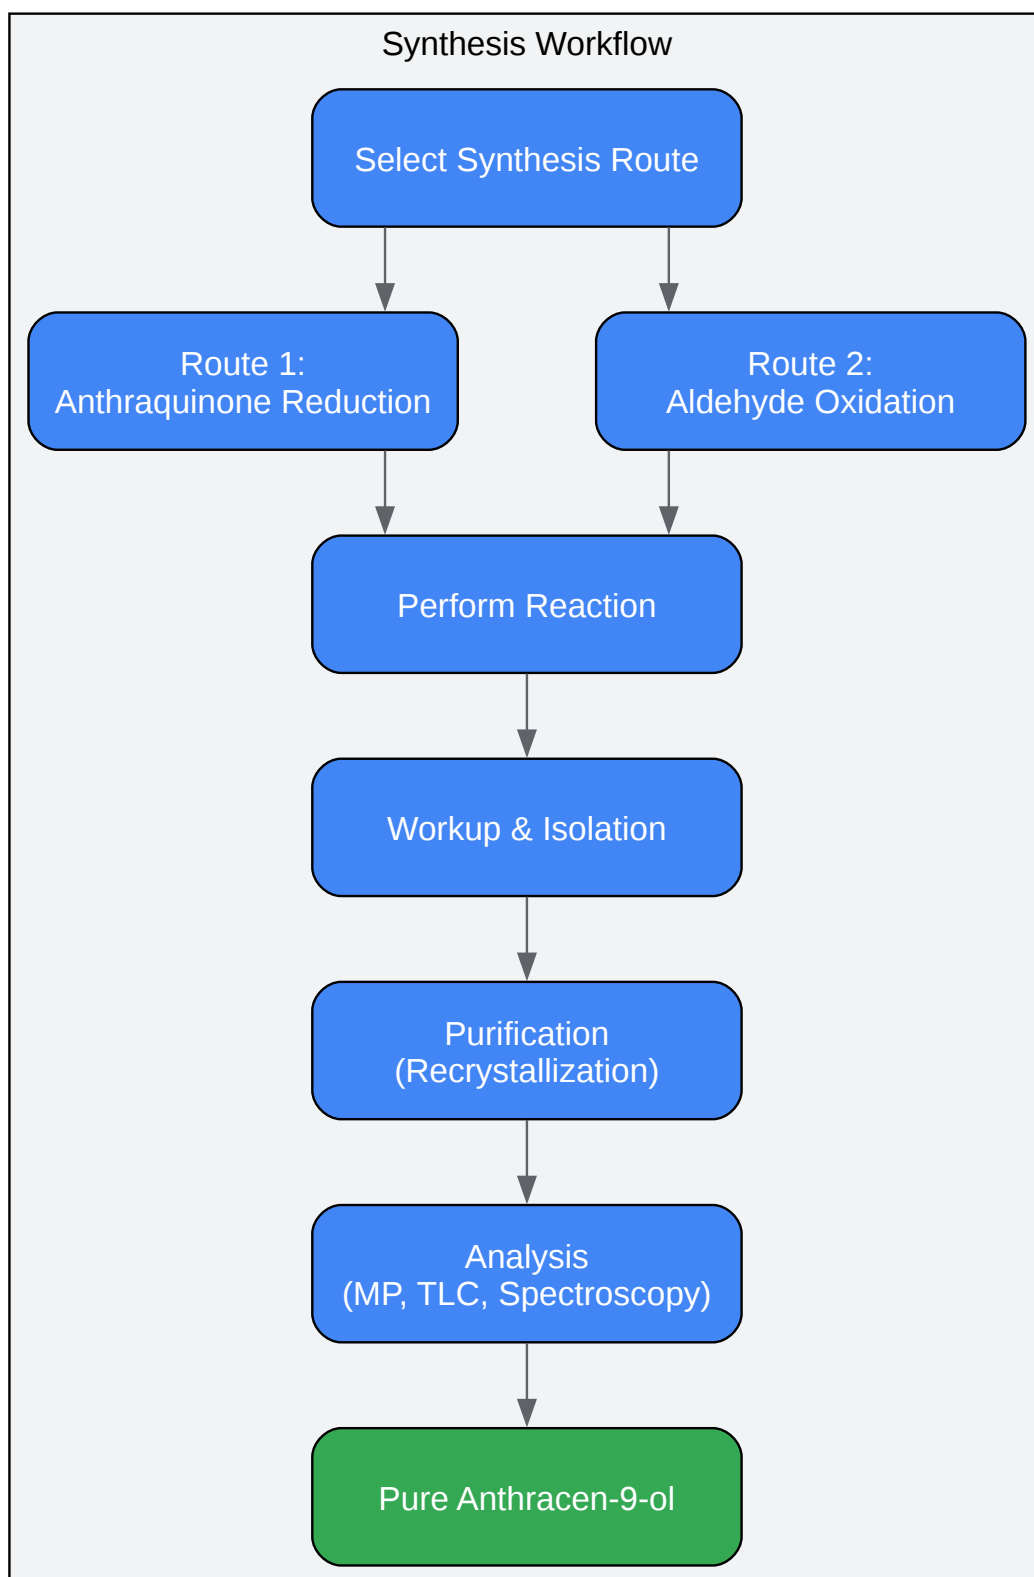 Synthesis Workflow
Select Synthesis Route
Route 1:
Anthraquinone Reduction
Route 2:
Aldehyde Oxidation
Perform Reaction
Workup & Isolation
Purification
(Recrystallization)
Analysis
(MP, TLC, Spectroscopy)
Pure Anthracen-9-ol